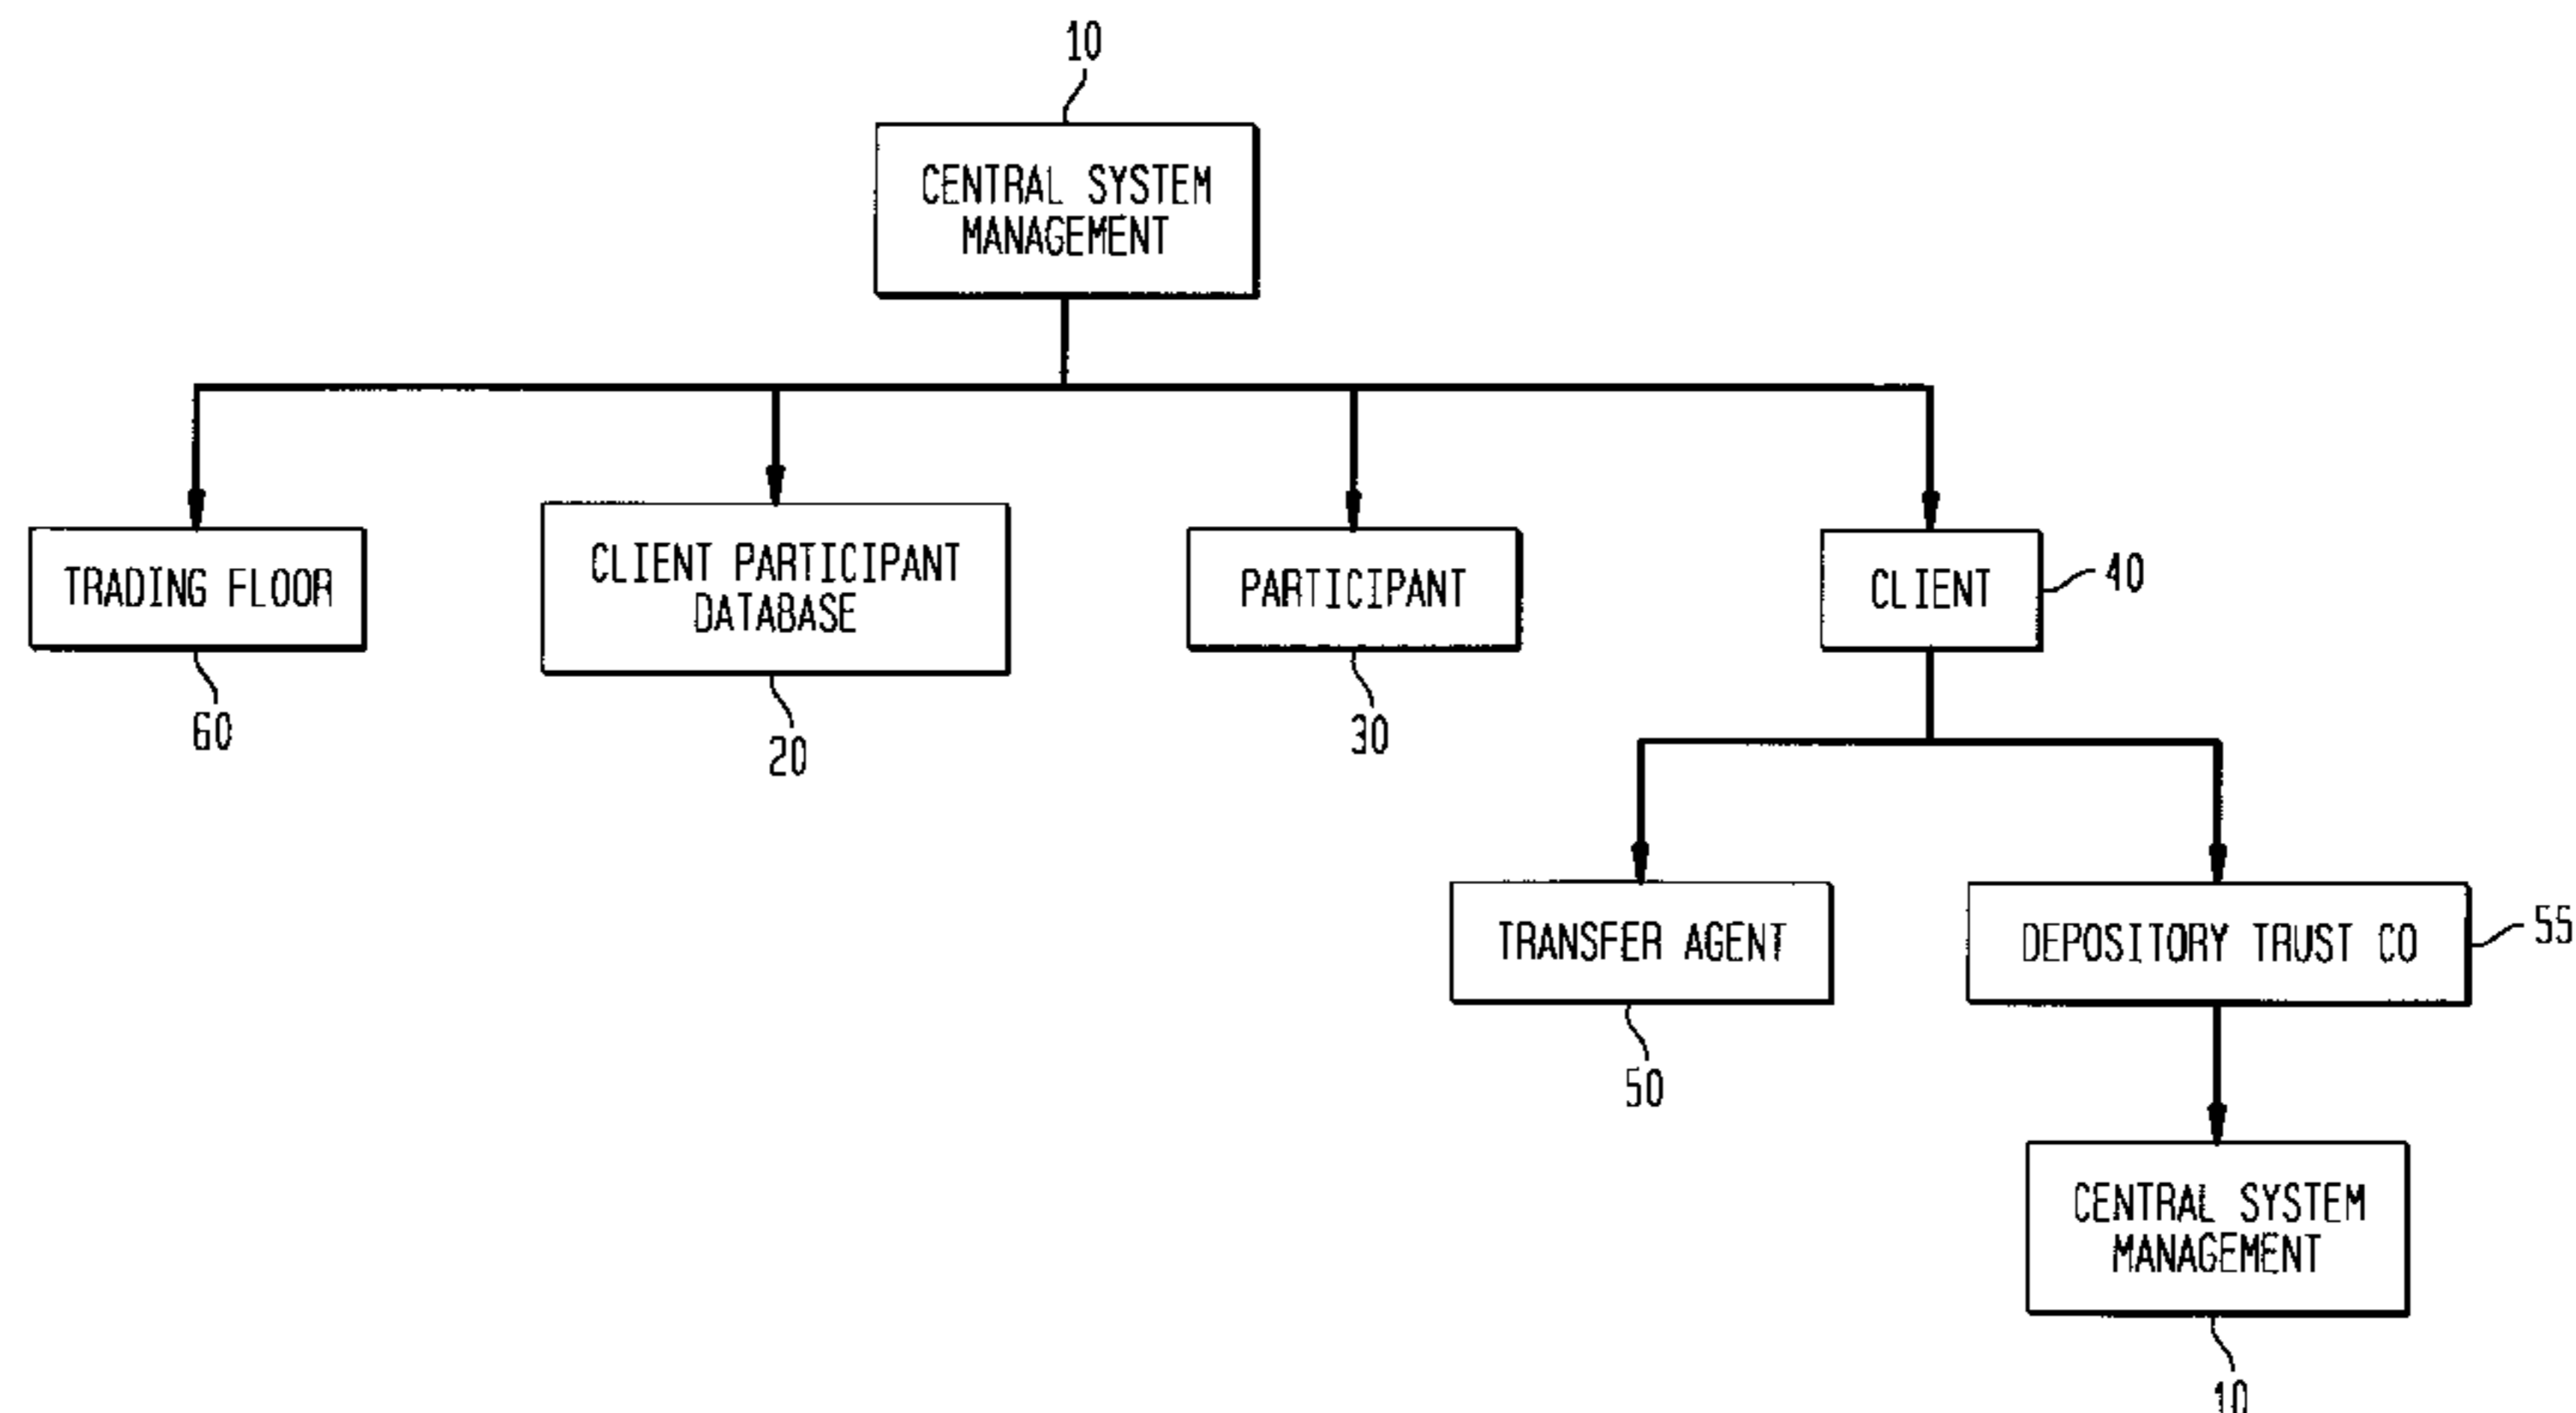 10
CENTRAL SYSTEM
MANAGEMENT
TRADING FLOOR
60
CLIENT PARTICIPANT
DATABASE
20
PARTICIPANT
30
CLIENT
40
TRANSFER AGENT
50
DEPOSITORY TRUST CO
55
CENTRAL SYSTEM
MANAGEMENT
10